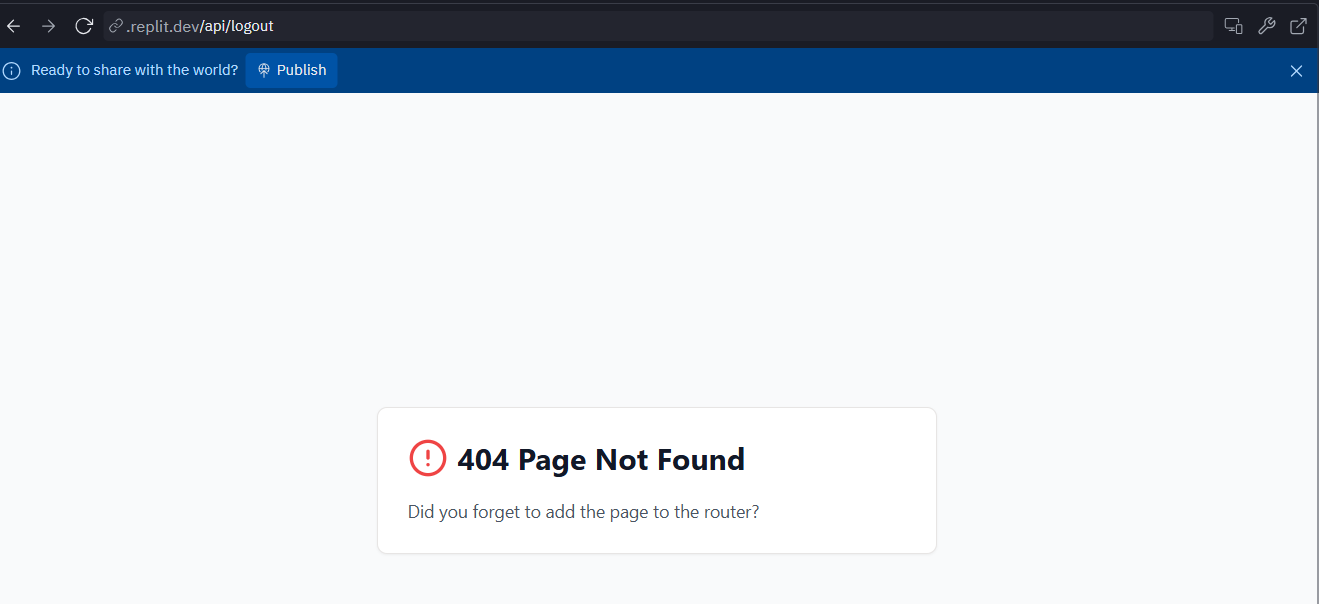 .replit.dev/api/logout
Ready to share with the world? Publish
404 Page Not Found
Did you forget to add the page to the router?